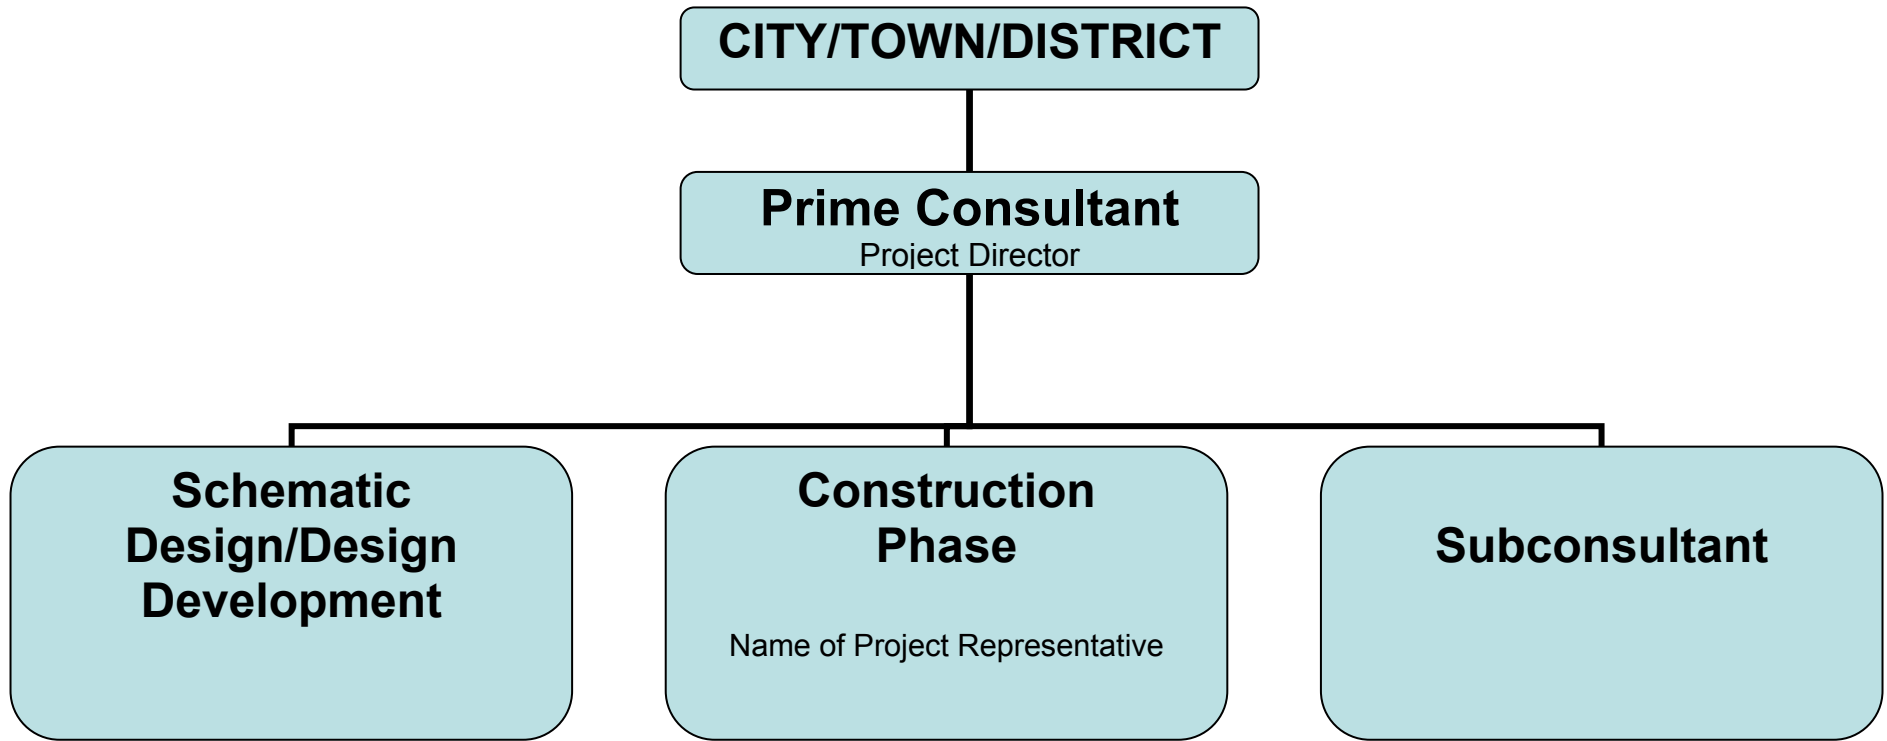 CITY/TOWN/DISTRICT
Prime Consultant
Project Director
Schematic
Design/Design
Development
Construction
Phase
Name of Project Representative
Subconsultant